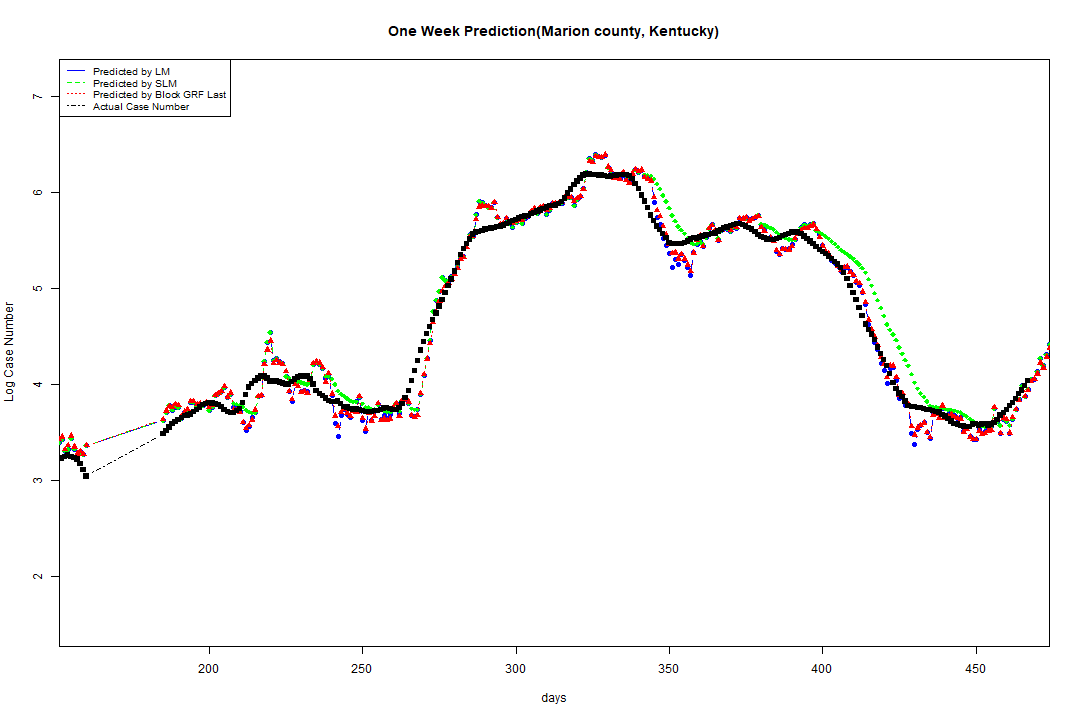 One Week Prediction(Marion county, Kentucky)
Predicted by LM
Predicted by SLM
Predicted by Block GRF Last
Actual Case Number
7
6
5
4
3
2
Log Case Number
200 250 300 350 400 450
days